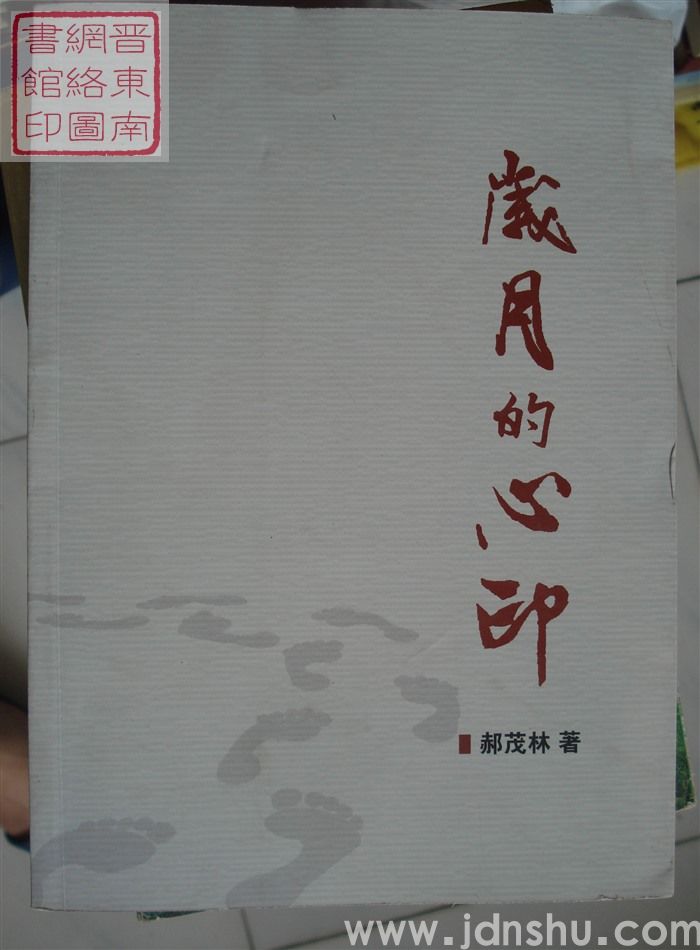 晋東南
網絡圖
書館印
歲月的心印
郝茂林 著
www.jdnshu.com